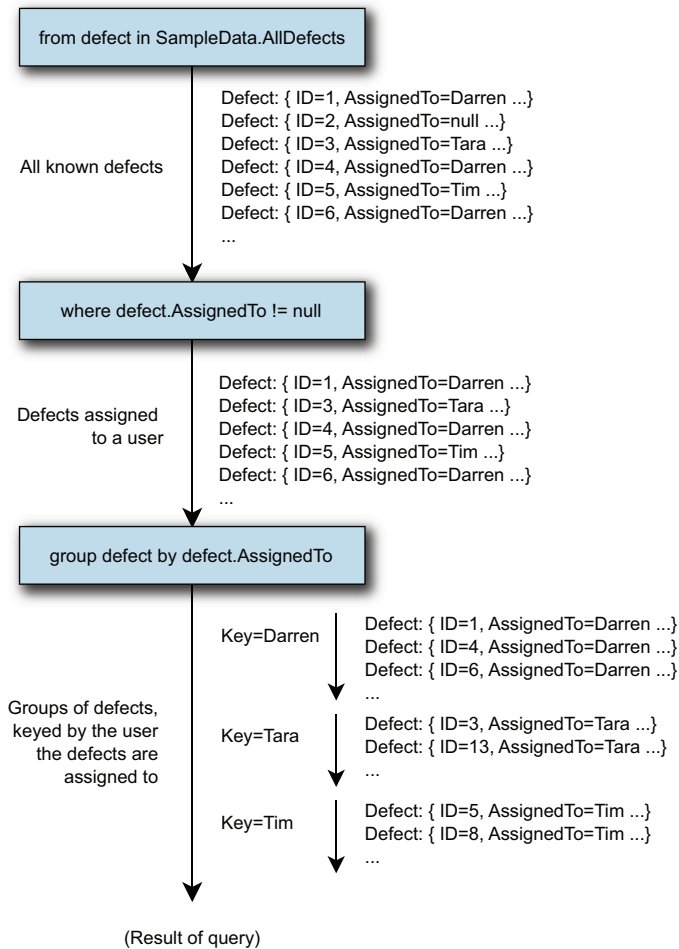 from defect in SampleData.AllDefects
Defect: { ID=1, AssignedTo=Darren ...}
Defect: { ID=2, AssignedTo=null ...}
Defect: { ID=3, AssignedTo=Tara ...}
Defect: { ID=4, AssignedTo=Darren ...}
Defect: { ID=5, AssignedTo=Tim ...}
Defect: { ID=6, AssignedTo=Darren ...}
...
All known defects
where defect.AssignedTo != null
Defect: { ID=1, AssignedTo=Darren ...}
Defect: { ID=3, AssignedTo=Tara ...}
Defect: { ID=4, AssignedTo=Darren ...}
Defect: { ID=5, AssignedTo=Tim ...}
Defect: { ID=6, AssignedTo=Darren ...}
...
Defects assigned
to a user
group defect by defect.AssignedTo
Key=Darren
Defect: { ID=1, AssignedTo=Darren ...}
Defect: { ID=4, AssignedTo=Darren ...}
Defect: { ID=6, AssignedTo=Darren ...}
...
Groups of defects,
keyed by the user
the defects are
assigned to
Key=Tara
Defect: { ID=3, AssignedTo=Tara ...}
Defect: { ID=13, AssignedTo=Tara ...}
...
Key=Tim
Defect: { ID=5, AssignedTo=Tim ...}
Defect: { ID=8, AssignedTo=Tim ...}
...
(Result of query)